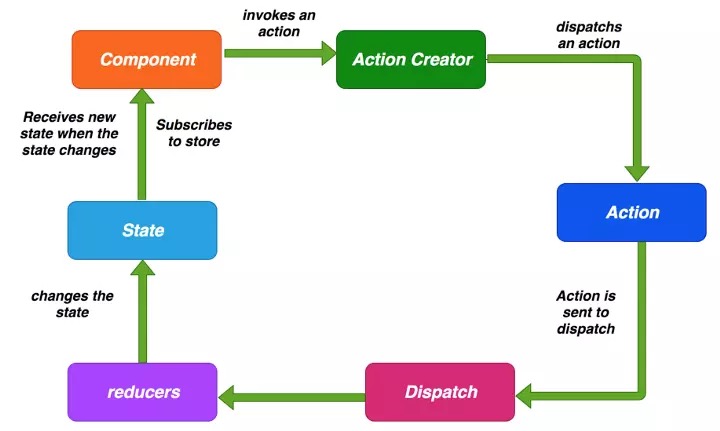 invokes an
action
dispatchs
an action
Component
Action Creator
Receives new
state when the
state changes
Subscribes
to store
Action
State
changes the
state
Action is
sent to
dispatch
reducers
Dispatch